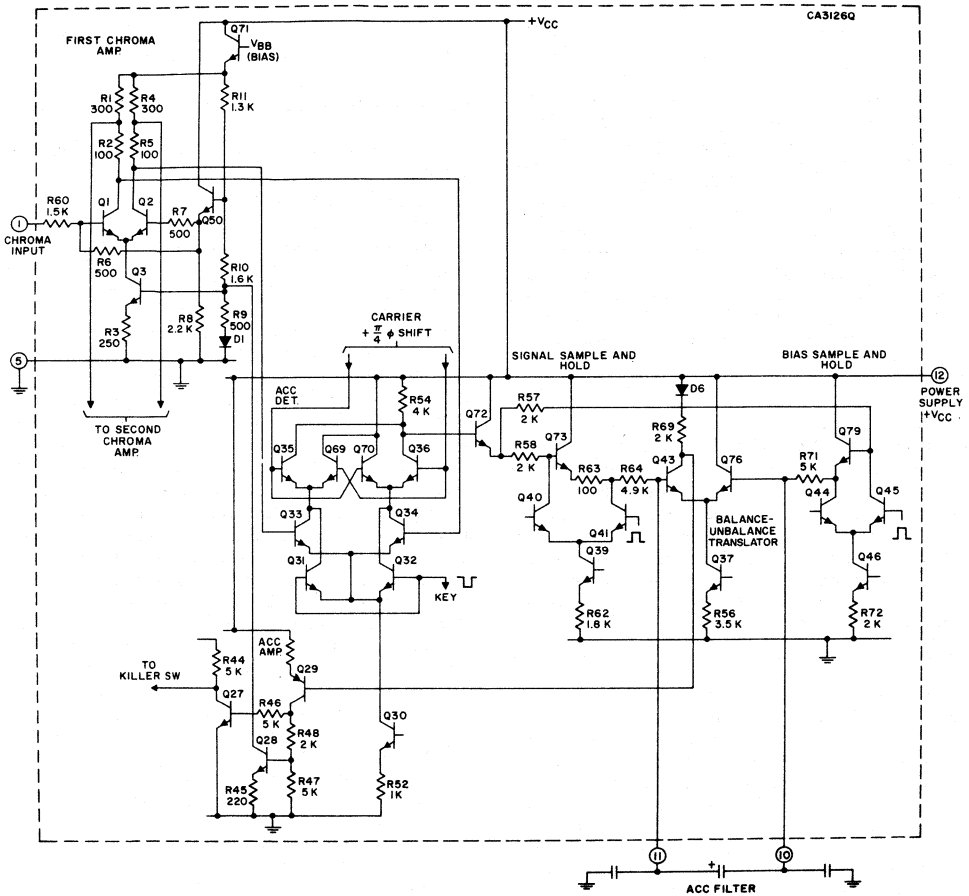 CA3126Q
FIRST CHROMA
AMP.
Q71
VBB
(BIAS)
+VCC
R1
300
R4
300
R11
1.3 K
R2
100
R5
100
R60
1.5K
Q1
Q2
R7
500
Q50
1
CHROMA
INPUT
R6
500
Q3
R10
1.6 K
R3
250
R8
2.2 K
R9
500
D1
5
TO SECOND
CHROMA
AMP.
CARRIER
+ π/4 ϕ SHIFT
SIGNAL SAMPLE AND
HOLD
BIAS SAMPLE AND
HOLD
12
POWER
SUPPLY
+VCC
ACC
DET.
R54
4 K
Q72
R57
2 K
R58
2 K
Q73
D6
R69
2 K
Q79
Q35
Q69
Q70
Q36
R63
100
R64
4.9 K
Q43
Q76
R71
5 K
Q40
Q41
Q44
Q45
Q33
Q34
BALANCE-
UNBALANCE
TRANSLATOR
Q31
Q32
KEY
Q39
Q37
Q46
R62
1.8 K
R56
3.5 K
R72
2 K
TO
KILLER SW
R44
5 K
ACC
AMP.
Q29
Q27
R46
5 K
Q28
R48
2 K
Q30
R45
220
R47
5 K
R52
1K
11
10
+
ACC FILTER